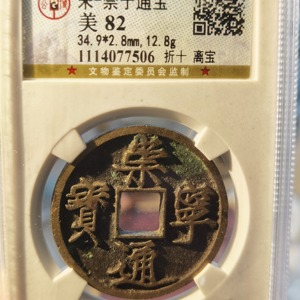 宋-崇宁通宝
美 82
34.9*2.8mm,12.8g
1114077506 折十 离宝
★ 文物鉴定委员会监制 ★
崇寧通寳